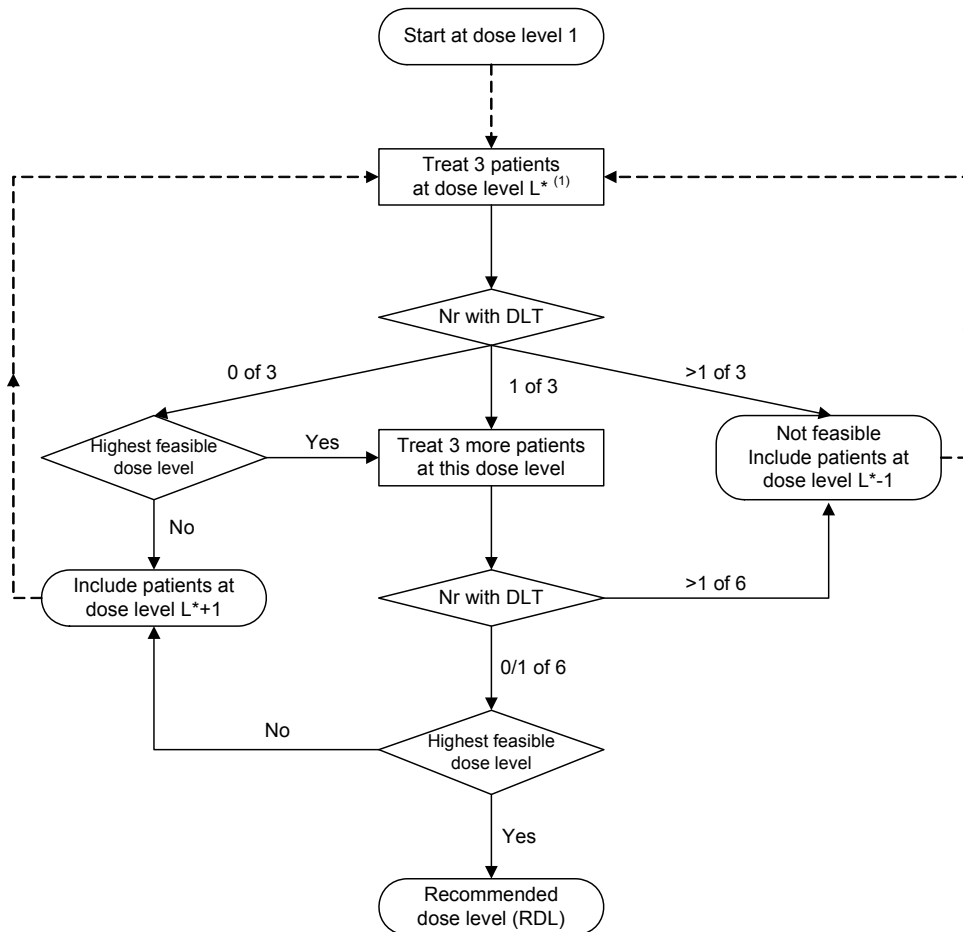 Start at dose level 1
Treat 3 patients
at dose level L* (1)
Nr with DLT
0 of 3
1 of 3
>1 of 3
Highest feasible
dose level
Yes
Treat 3 more patients
at this dose level
Not feasible
Include patients at
dose level L*-1
No
Include patients at
dose level L*+1
Nr with DLT
>1 of 6
0/1 of 6
No
Highest feasible
dose level
Yes
Recommended
dose level (RDL)